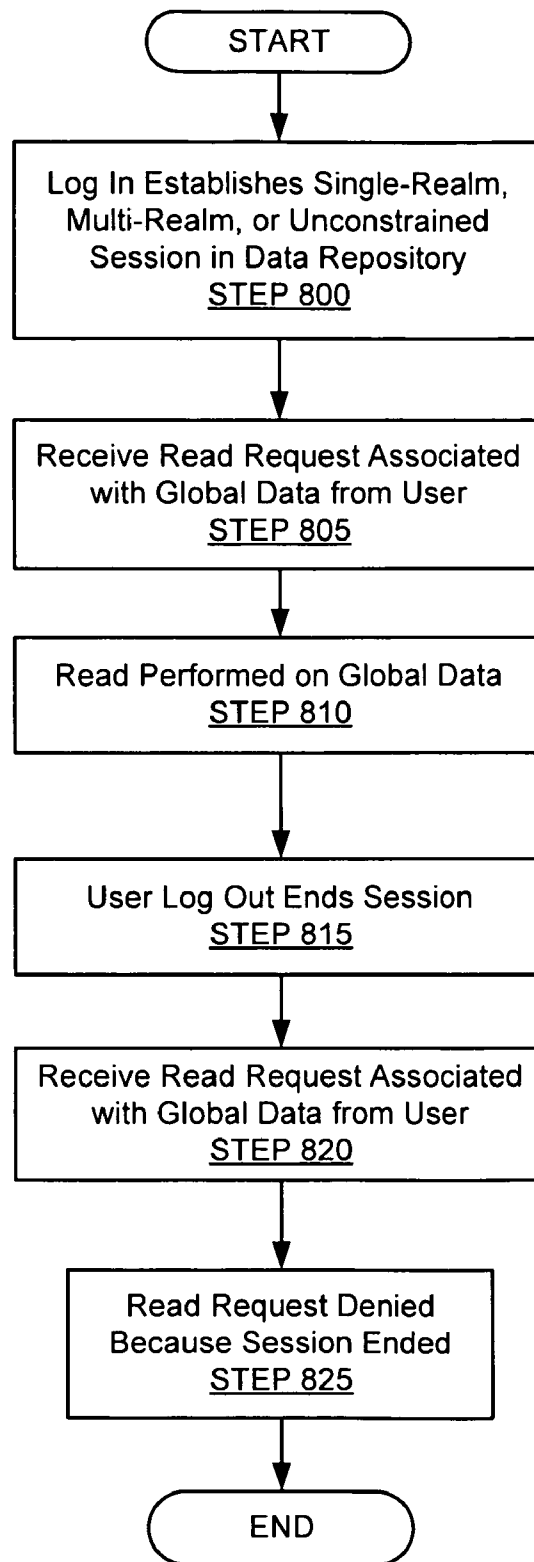 START
Log In Establishes Single-Realm,
Multi-Realm, or Unconstrained
Session in Data Repository
STEP 800
Receive Read Request Associated
with Global Data from User
STEP 805
Read Performed on Global Data
STEP 810
User Log Out Ends Session
STEP 815
Receive Read Request Associated
with Global Data from User
STEP 820
Read Request Denied
Because Session Ended
STEP 825
END